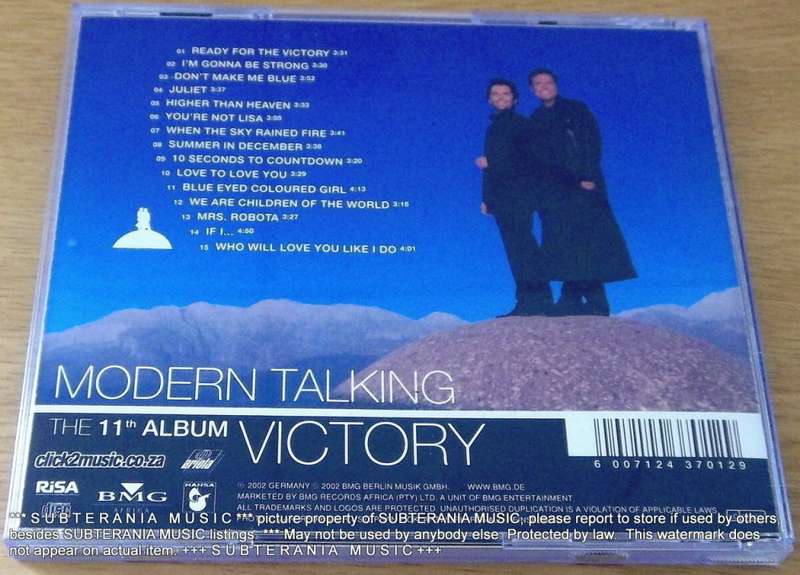 01 READY FOR THE VICTORY 3:31
02 I'M GONNA BE STRONG 3:30
03 DON'T MAKE ME BLUE 3:52
04 JULIET 3:37
05 HIGHER THAN HEAVEN 3:33
06 YOU'RE NOT LISA 3:05
07 WHEN THE SKY RAINED FIRE 3:41
08 SUMMER IN DECEMBER 3:38
09 10 SECONDS TO COUNTDOWN 3:20
10 LOVE TO LOVE YOU 3:29
11 BLUE EYED COLOURED GIRL 4:13
12 WE ARE CHILDREN OF THE WORLD 3:16
13 MRS. ROBOTA 3:27
14 IF I... 4:50
15 WHO WILL LOVE YOU LIKE I DO 4:01
MODERN TALKING
THE 11th ALBUM VICTORY
click2music.co.za ariola
6 007124 370129
RiSA BMG HANSA
℗ 2002 GERMANY © 2002 BMG BERLIN MUSIK GMBH. WWW.BMG.DE
MARKETED BY BMG RECORDS AFRICA (PTY) LTD. A UNIT OF BMG ENTERTAINMENT
ALL TRADEMARKS AND LOGOS ARE PROTECTED. UNAUTHORISED DUPLICATION IS A VIOLATION OF APPLICABLE LAWS
*** S U B T E R A N I A M U S I C *** picture property of SUBTERANIA MUSIC, please report to store if used by others
besides SUBTERANIA MUSIC listings. *** May not be used by anybody else. Protected by law. This watermark does
not appear on actual item. +++ S U B T E R A N I A M U S I C +++